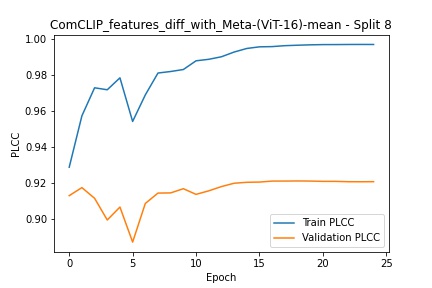 ComCLIP_features_diff_with_Meta-(ViT-16)-mean - Split 8
1.00
0.98
0.96
0.94
0.92
0.90
PLCC
Train PLCC
Validation PLCC
0 5 10 15 20 25
Epoch